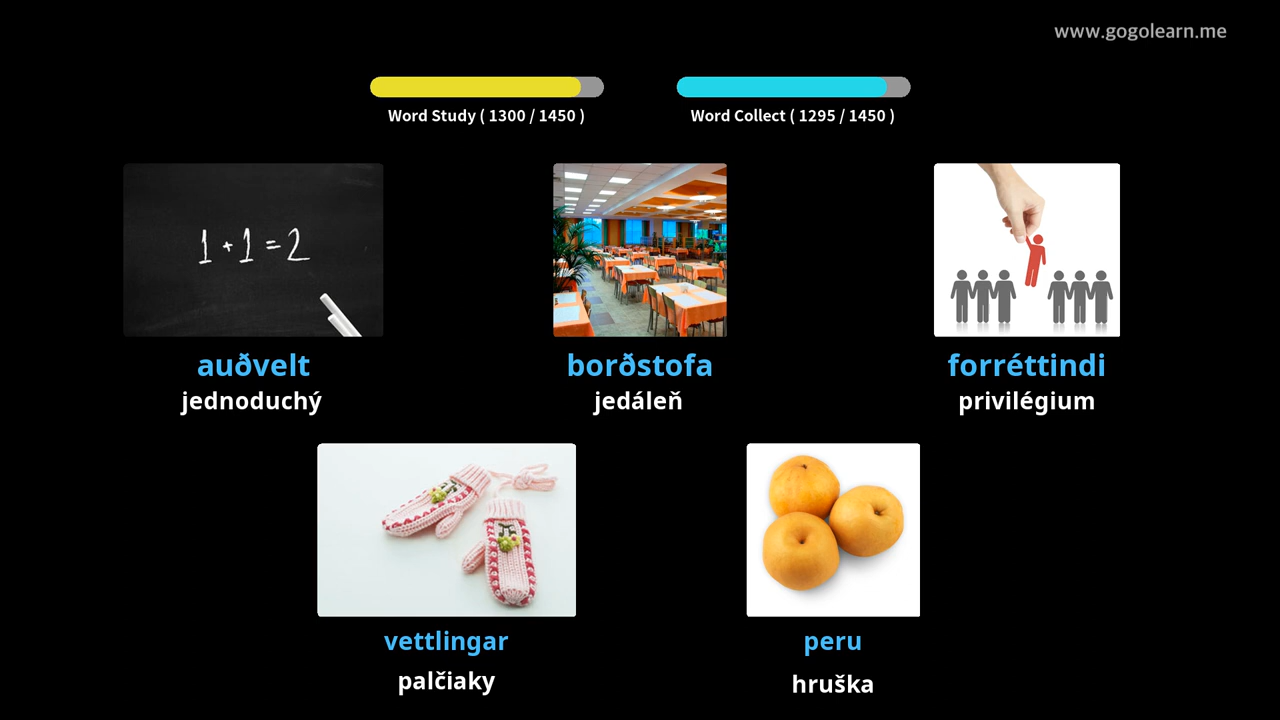 www.gogolearn.me
Word Study ( 1300 / 1450 )
Word Collect ( 1295 / 1450 )
1 + 1 = 2
auðvelt
jednoduchý
borðstofa
jedáleň
forréttindi
privilégium
vettlingar
palčiaky
peru
hruška